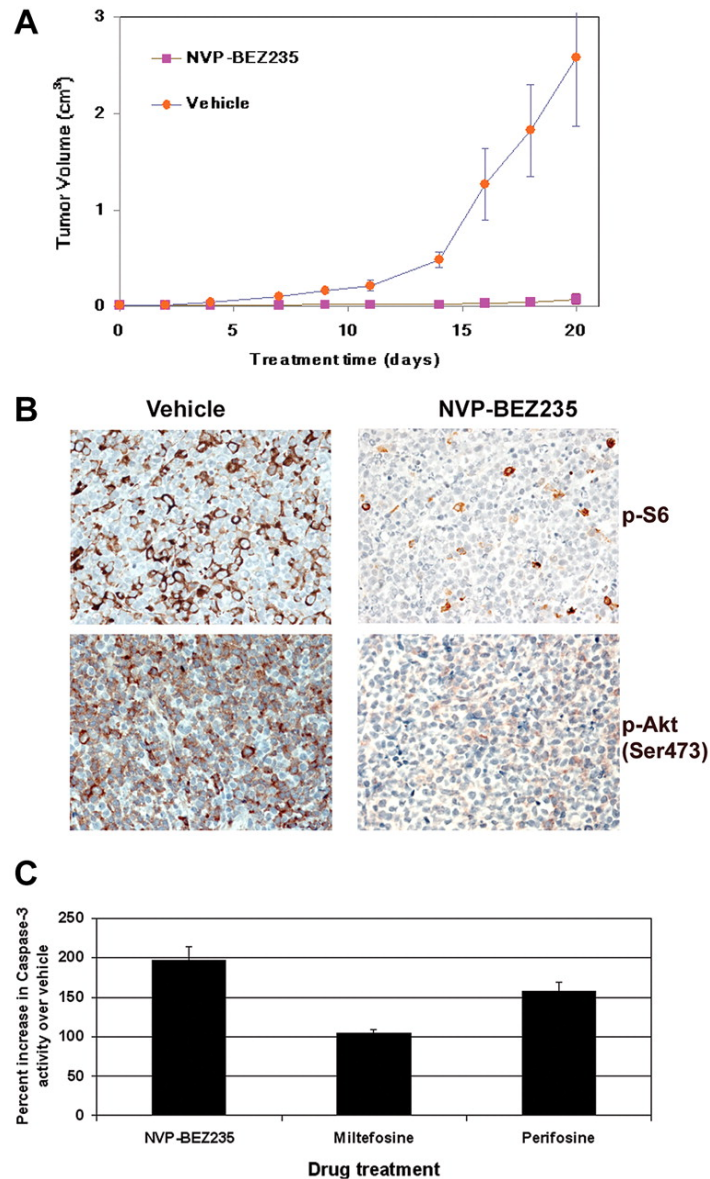 A
3
2
1
0
Tumor Volume (cm³)
NVP-BEZ235
Vehicle
0 5 10 15 20
Treatment time (days)
B
Vehicle NVP-BEZ235
p-S6
p-Akt
(Ser473)
C
Percent increase in Caspase-3
activity over vehicle
250
200
150
100
50
0
NVP-BEZ235 Miltefosine Perifosine
Drug treatment